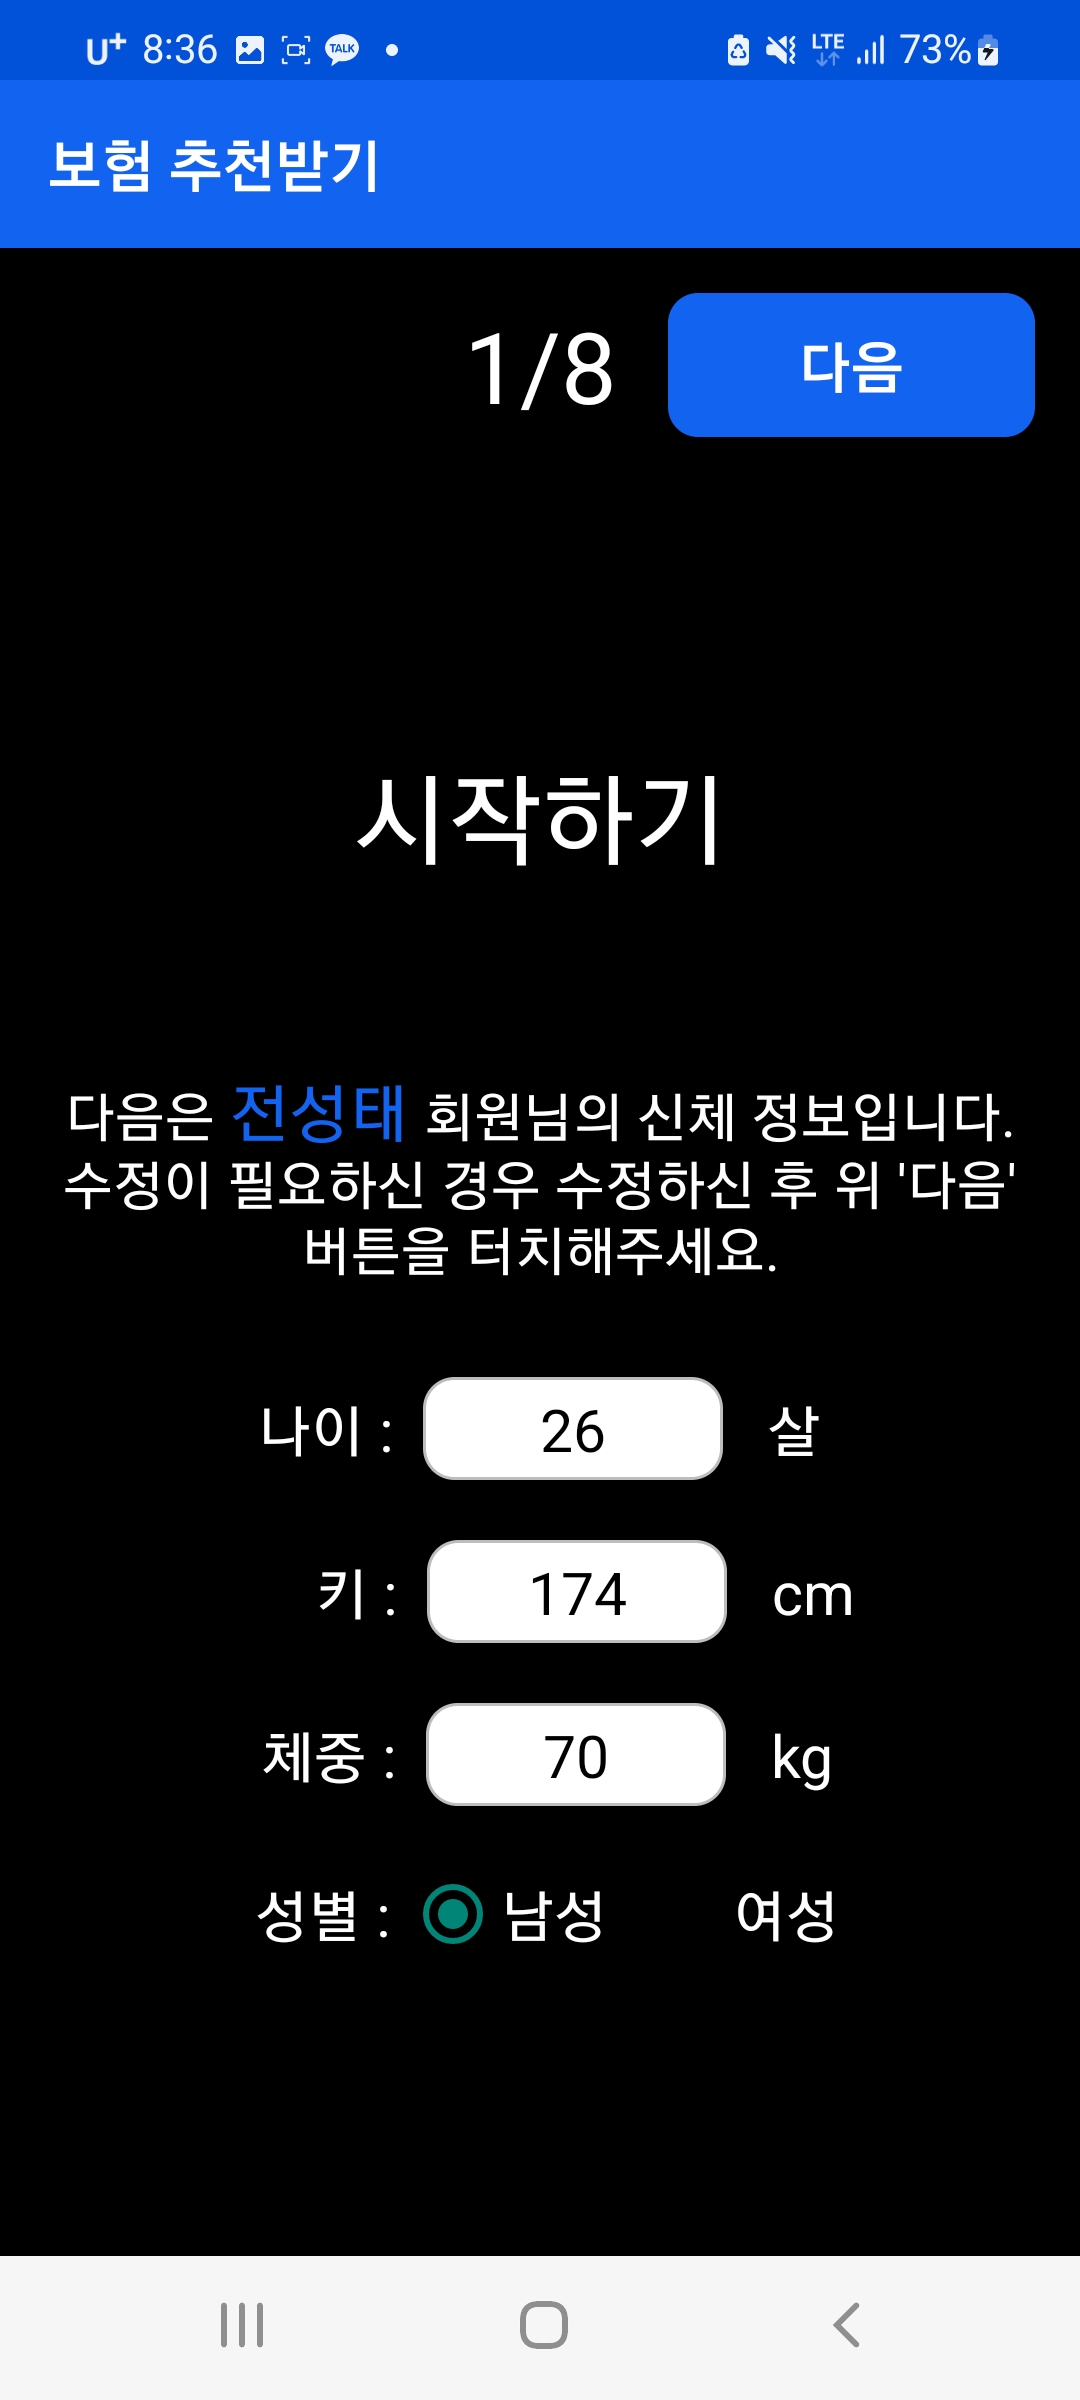 U+ 8:36 TALK LTE 73%
보험 추천받기
1/8 다음
시작하기
다음은 전성태 회원님의 신체 정보입니다.
수정이 필요하신 경우 수정하신 후 위 '다음'
버튼을 터치해주세요.
나이 : 26 살
키 : 174 cm
체중 : 70 kg
성별 : 남성 여성